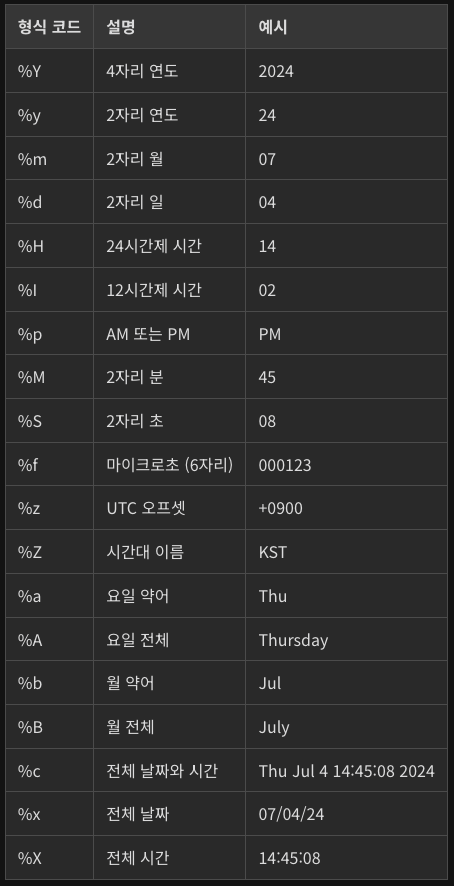 형식 코드 설명 예시
%Y 4자리 연도 2024
%y 2자리 연도 24
%m 2자리 월 07
%d 2자리 일 04
%H 24시간제 시간 14
%I 12시간제 시간 02
%p AM 또는 PM PM
%M 2자리 분 45
%S 2자리 초 08
%f 마이크로초 (6자리) 000123
%z UTC 오프셋 +0900
%Z 시간대 이름 KST
%a 요일 약어 Thu
%A 요일 전체 Thursday
%b 월 약어 Jul
%B 월 전체 July
%c 전체 날짜와 시간 Thu Jul 4 14:45:08 2024
%x 전체 날짜 07/04/24
%X 전체 시간 14:45:08